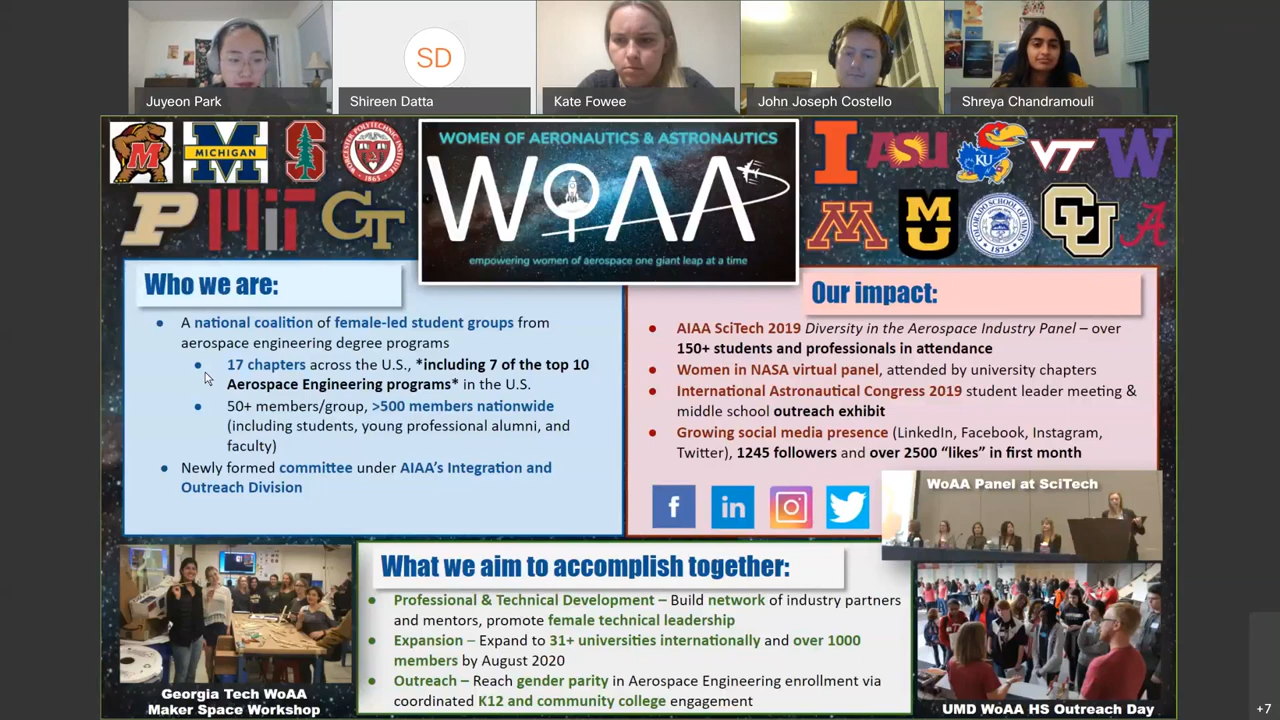 SD
Juyeon Park
Shireen Datta
Kate Fowee
John Joseph Costello
Shreya Chandramouli
M
MICHIGAN
S
1865
P
MIT
GT
WOMEN OF AERONAUTICS & ASTRONAUTICS
WoAA
empowering women of aerospace one giant leap at a time
I
ASU
KU
VT
W
M
MU
1874
CU
A
Who we are:
● A national coalition of female-led student groups from
aerospace engineering degree programs
● 17 chapters across the U.S., *including 7 of the top 10
Aerospace Engineering programs* in the U.S.
● 50+ members/group, >500 members nationwide
(including students, young professional alumni, and
faculty)
● Newly formed committee under AIAA's Integration and
Outreach Division
Our impact:
● AIAA SciTech 2019 Diversity in the Aerospace Industry Panel – over
150+ students and professionals in attendance
● Women in NASA virtual panel, attended by university chapters
● International Astronautical Congress 2019 student leader meeting &
middle school outreach exhibit
● Growing social media presence (LinkedIn, Facebook, Instagram,
Twitter), 1245 followers and over 2500 “likes” in first month
f
in
WoAA Panel at SciTech
What we aim to accomplish together:
● Professional & Technical Development – Build network of industry partners
and mentors, promote female technical leadership
● Expansion – Expand to 31+ universities internationally and over 1000
members by August 2020
● Outreach – Reach gender parity in Aerospace Engineering enrollment via
coordinated K12 and community college engagement
Georgia Tech WoAA
Maker Space Workshop
UMD WoAA HS Outreach Day
+7